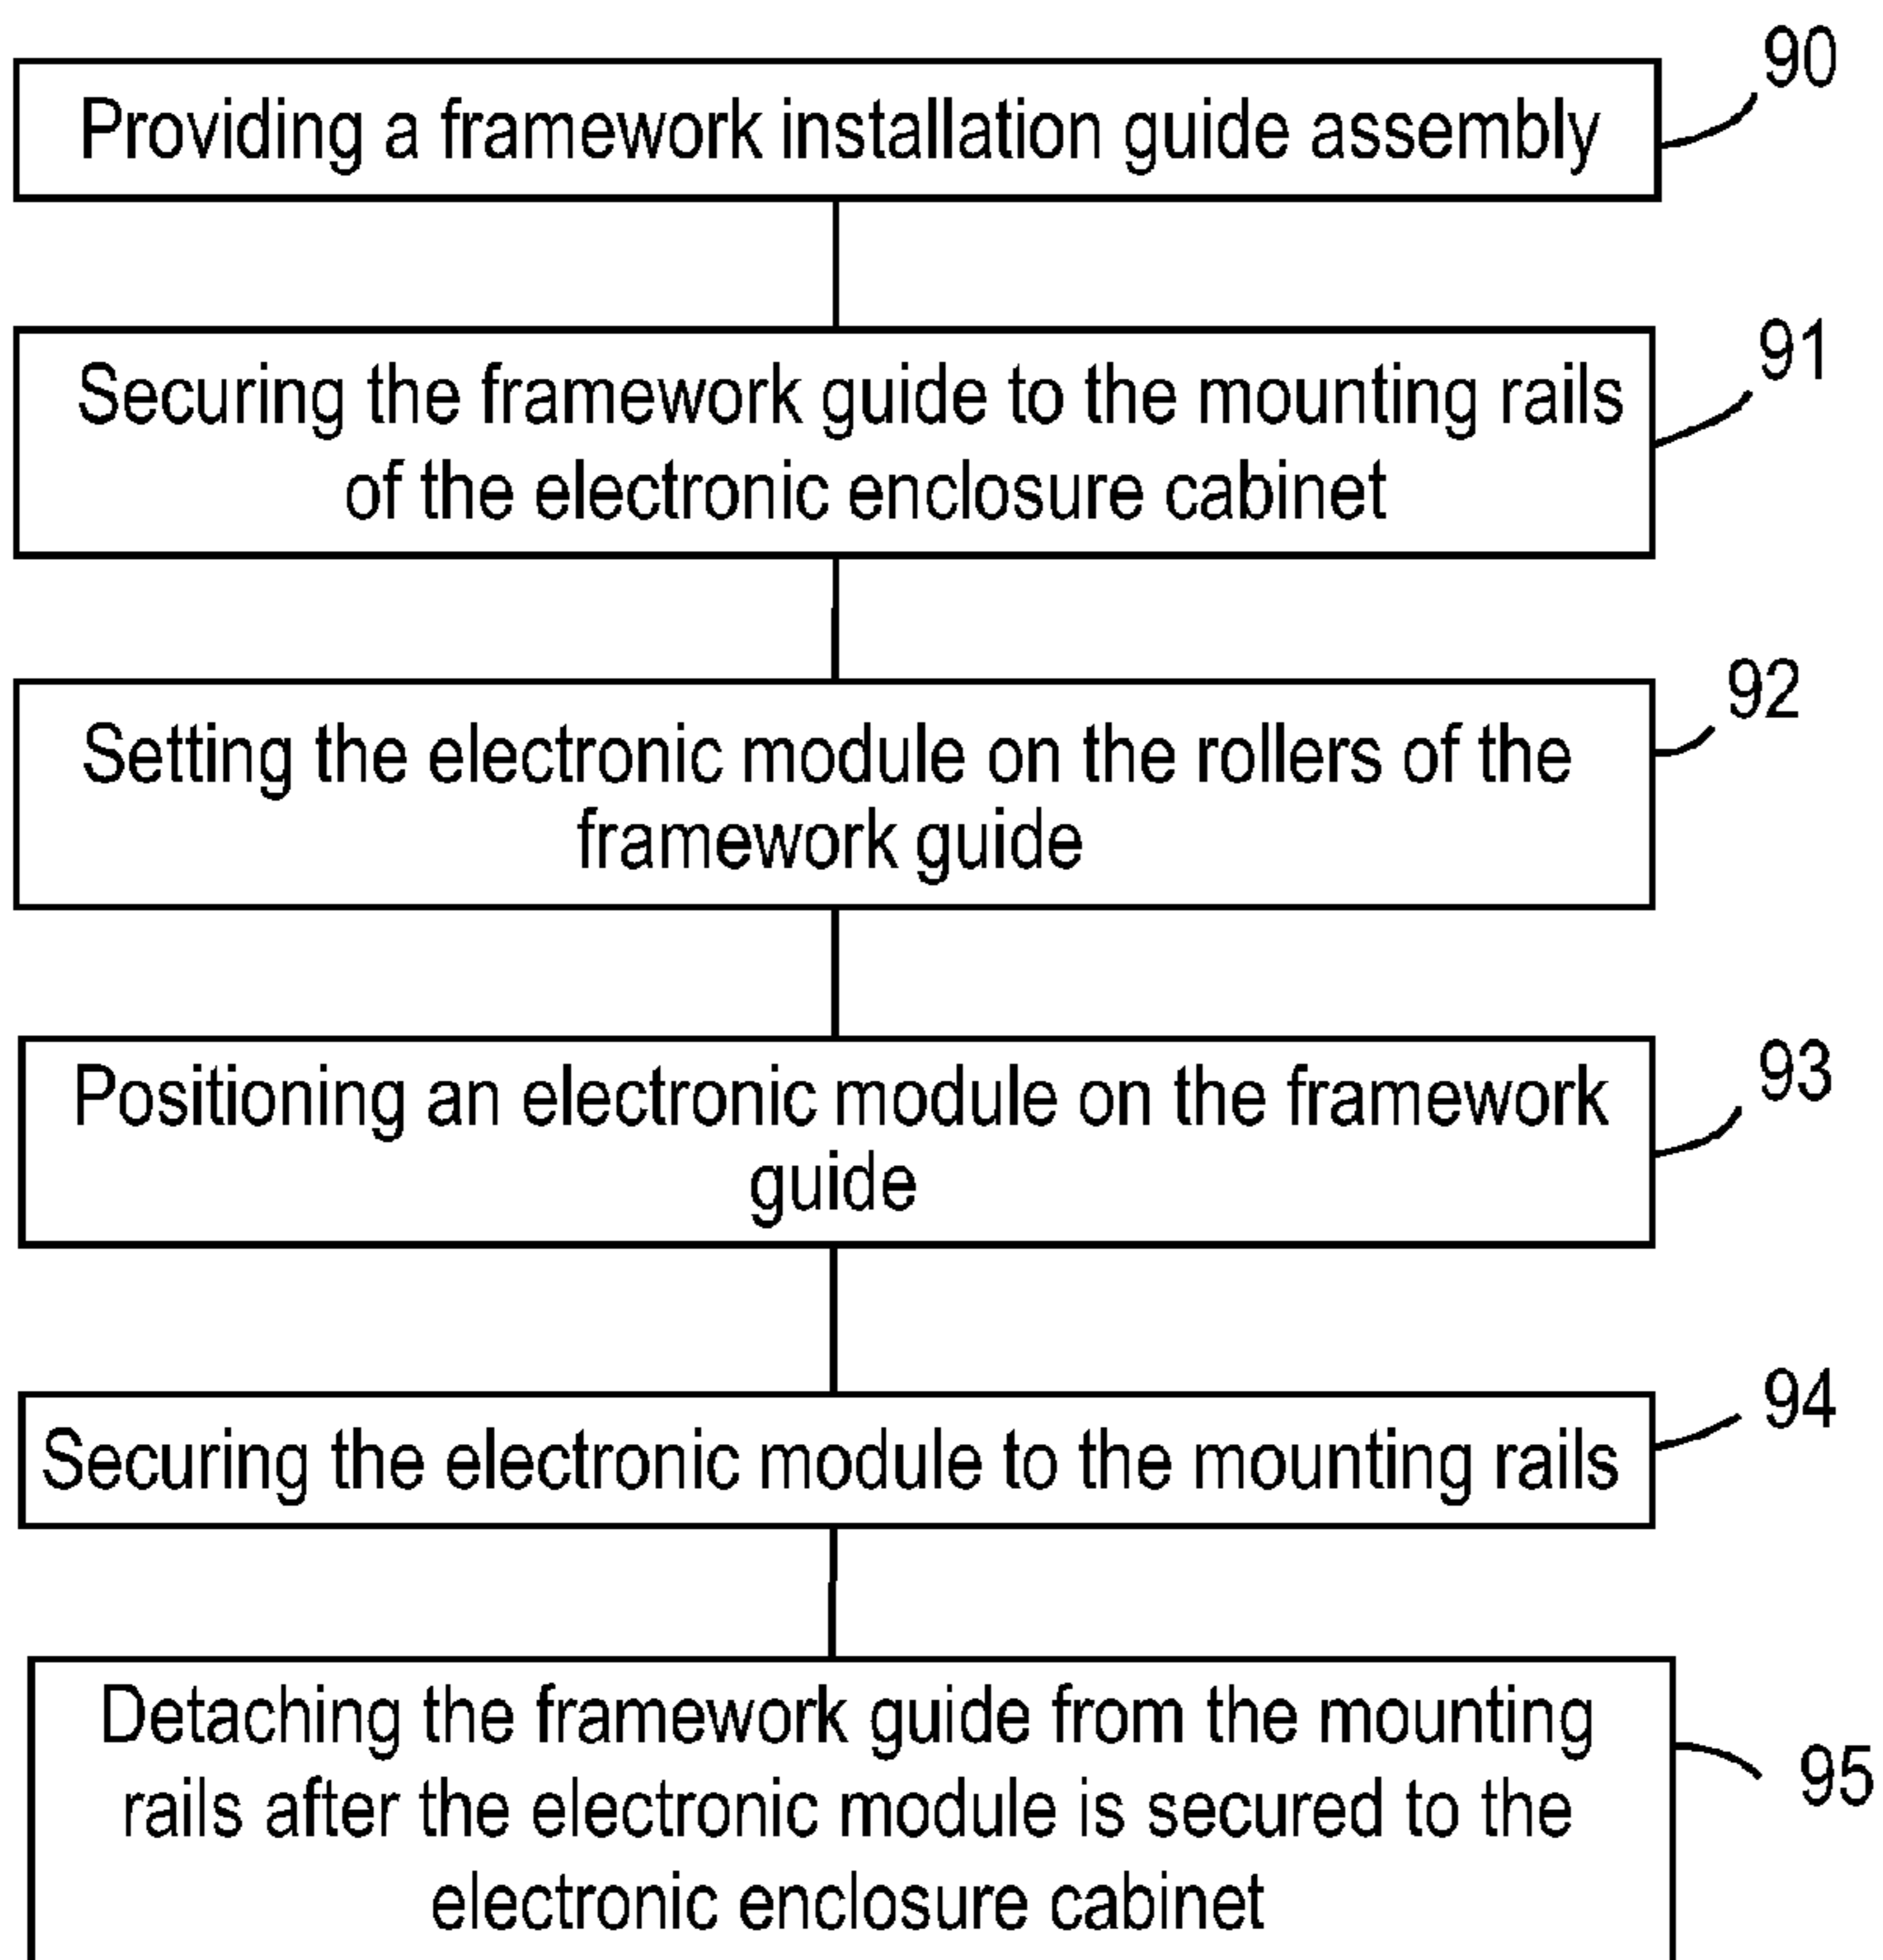 90
Providing a framework installation guide assembly
91
Securing the framework guide to the mounting rails
of the electronic enclosure cabinet
92
Setting the electronic module on the rollers of the
framework guide
93
Positioning an electronic module on the framework
guide
94
Securing the electronic module to the mounting rails
Detaching the framework guide from the mounting
rails after the electronic module is secured to the
electronic enclosure cabinet
95